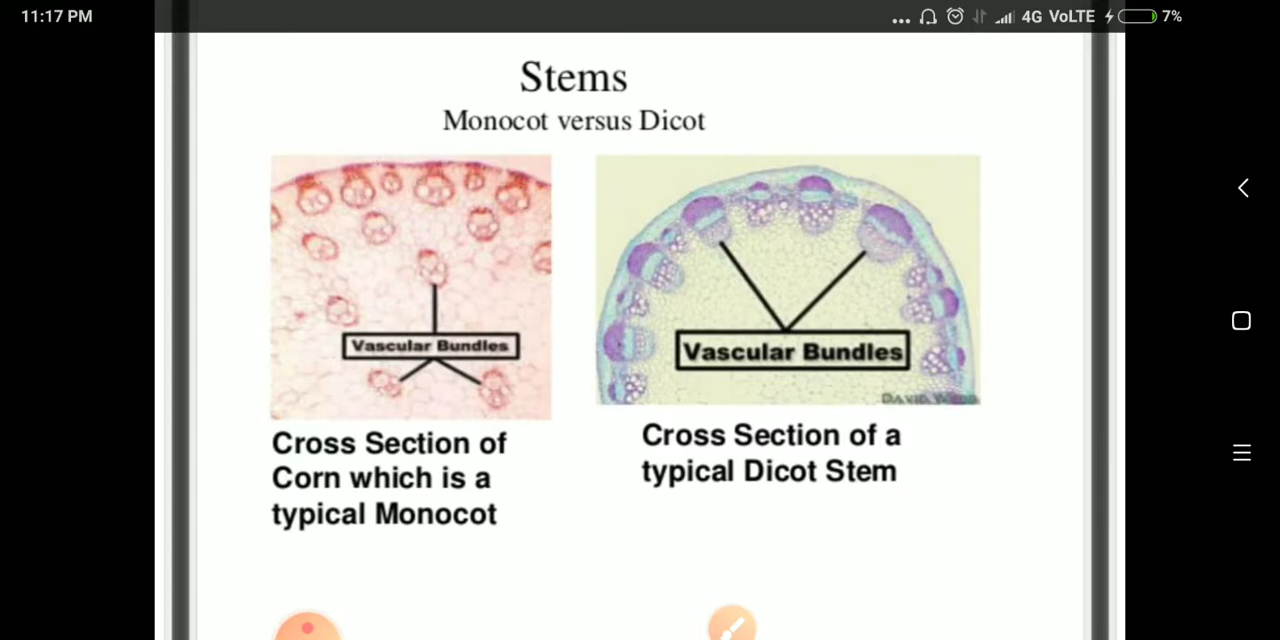 11:17 PM
... 4G VoLTE 7%
Stems
Monocot versus Dicot
Vascular Bundles
Vascular Bundles
Cross Section of
Corn which is a
typical Monocot
Cross Section of a
typical Dicot Stem